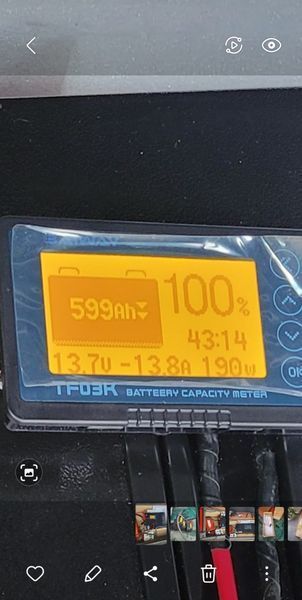 100%
599Ah
43:14
13.7V -13.8A 190W
TF03K BATTEERY CAPACITY METER
OK